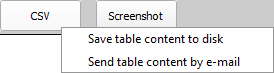 CSV
Screenshot
Save table content to disk
Send table content by e-mail